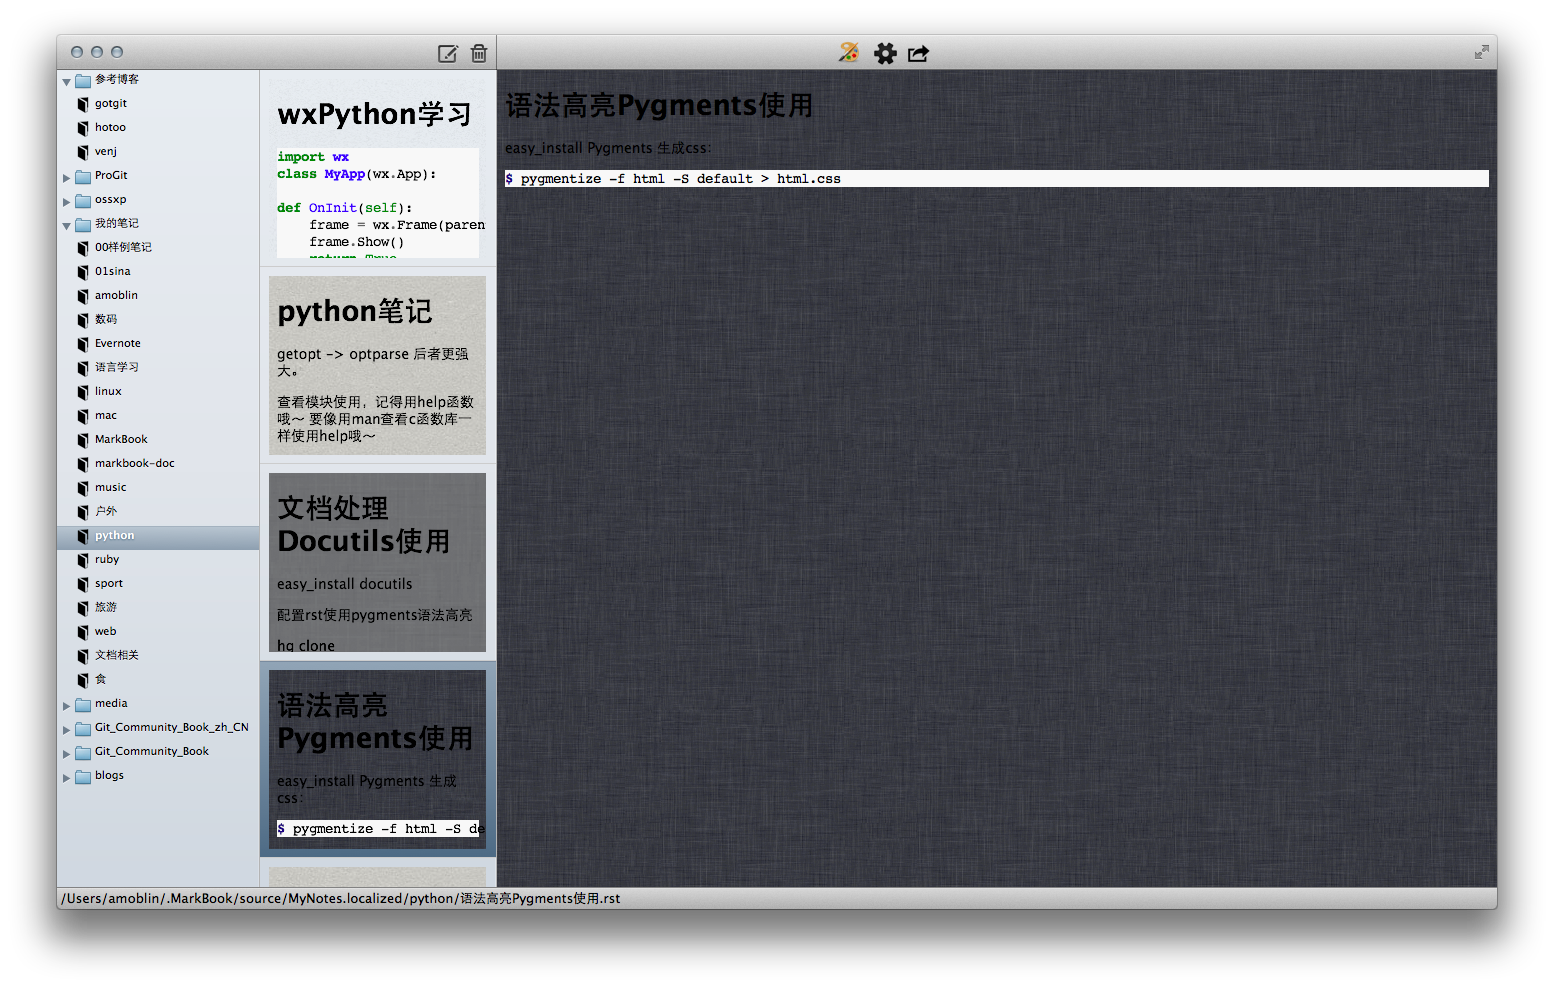 参考博客
gotgit
hotoo
venj
ProGit
ossxp
我的笔记
00样例笔记
01sina
amoblin
数码
Evernote
语言学习
linux
mac
MarkBook
markbook-doc
music
户外
python
ruby
sport
旅游
web
文档相关
食
media
Git_Community_Book_zh_CN
Git_Community_Book
blogs
wxPython学习
import wx
class MyApp(wx.App):
def OnInit(self):
frame = wx.Frame(paren
frame.Show()
return True
python笔记
getopt -> optparse 后者更强
大。
查看模块使用，记得用help函数
哦～ 要像用man查看c函数库一
样使用help哦～
文档处理
Docutils使用
easy_install docutils
配置rst使用pygments语法高亮
hg clone
语法高亮
Pygments使用
easy_install Pygments 生成
css：
$ pygmentize -f html -S de
语法高亮Pygments使用
easy_install Pygments 生成css：
$ pygmentize -f html -S default > html.css
/Users/amoblin/.MarkBook/source/MyNotes.localized/python/语法高亮Pygments使用.rst